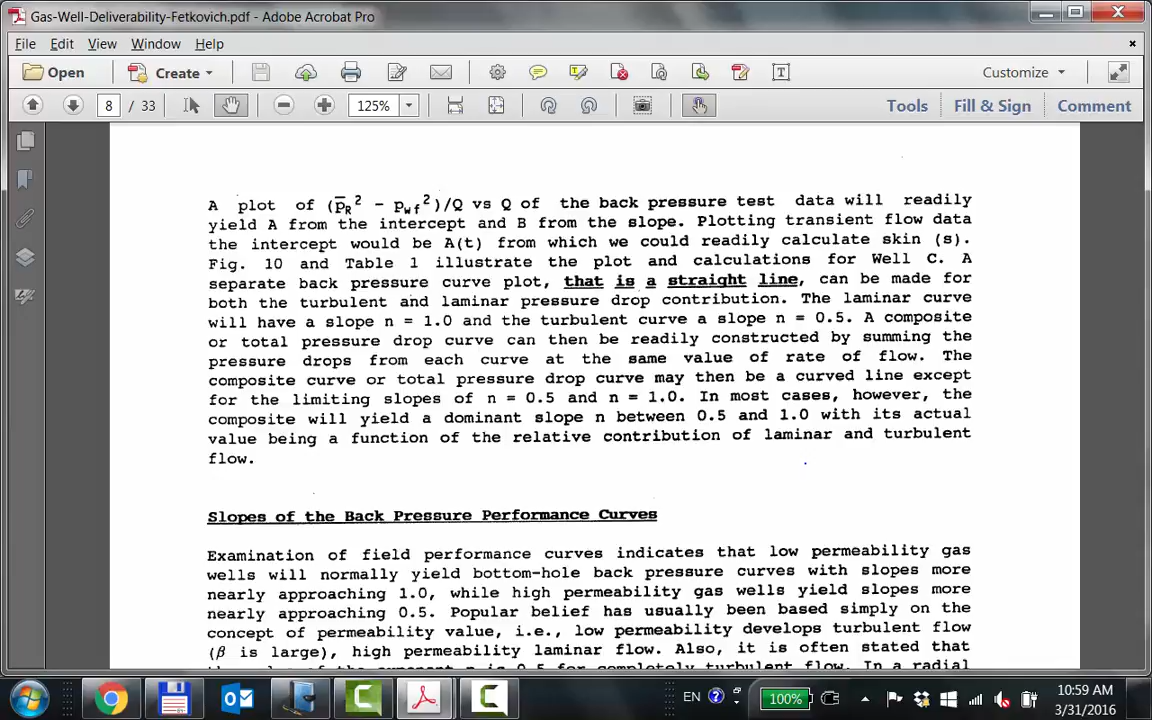 Gas-Well-Deliverability-Fetkovich.pdf - Adobe Acrobat Pro
File Edit View Window Help
Open Create Customize
8 / 33 125% Tools Fill & Sign Comment
A plot of (p̅R² - pwf²)/Q vs Q of the back pressure test data will readily
yield A from the intercept and B from the slope. Plotting transient flow data
the intercept would be A(t) from which we could readily calculate skin (s).
Fig. 10 and Table 1 illustrate the plot and calculations for Well C. A
separate back pressure curve plot, that is a straight line, can be made for
both the turbulent and laminar pressure drop contribution. The laminar curve
will have a slope n = 1.0 and the turbulent curve a slope n = 0.5. A composite
or total pressure drop curve can then be readily constructed by summing the
pressure drops from each curve at the same value of rate of flow. The
composite curve or total pressure drop curve may then be a curved line except
for the limiting slopes of n = 0.5 and n = 1.0. In most cases, however, the
composite will yield a dominant slope n between 0.5 and 1.0 with its actual
value being a function of the relative contribution of laminar and turbulent
flow.
Slopes of the Back Pressure Performance Curves
Examination of field performance curves indicates that low permeability gas
wells will normally yield bottom-hole back pressure curves with slopes more
nearly approaching 1.0, while high permeability gas wells yield slopes more
nearly approaching 0.5. Popular belief has usually been based simply on the
concept of permeability value, i.e., low permeability develops turbulent flow
(β is large), high permeability laminar flow. Also, it is often stated that
the value of the exponent n is 0.5 for completely turbulent flow. In a radial
EN 100% 10:59 AM
3/31/2016